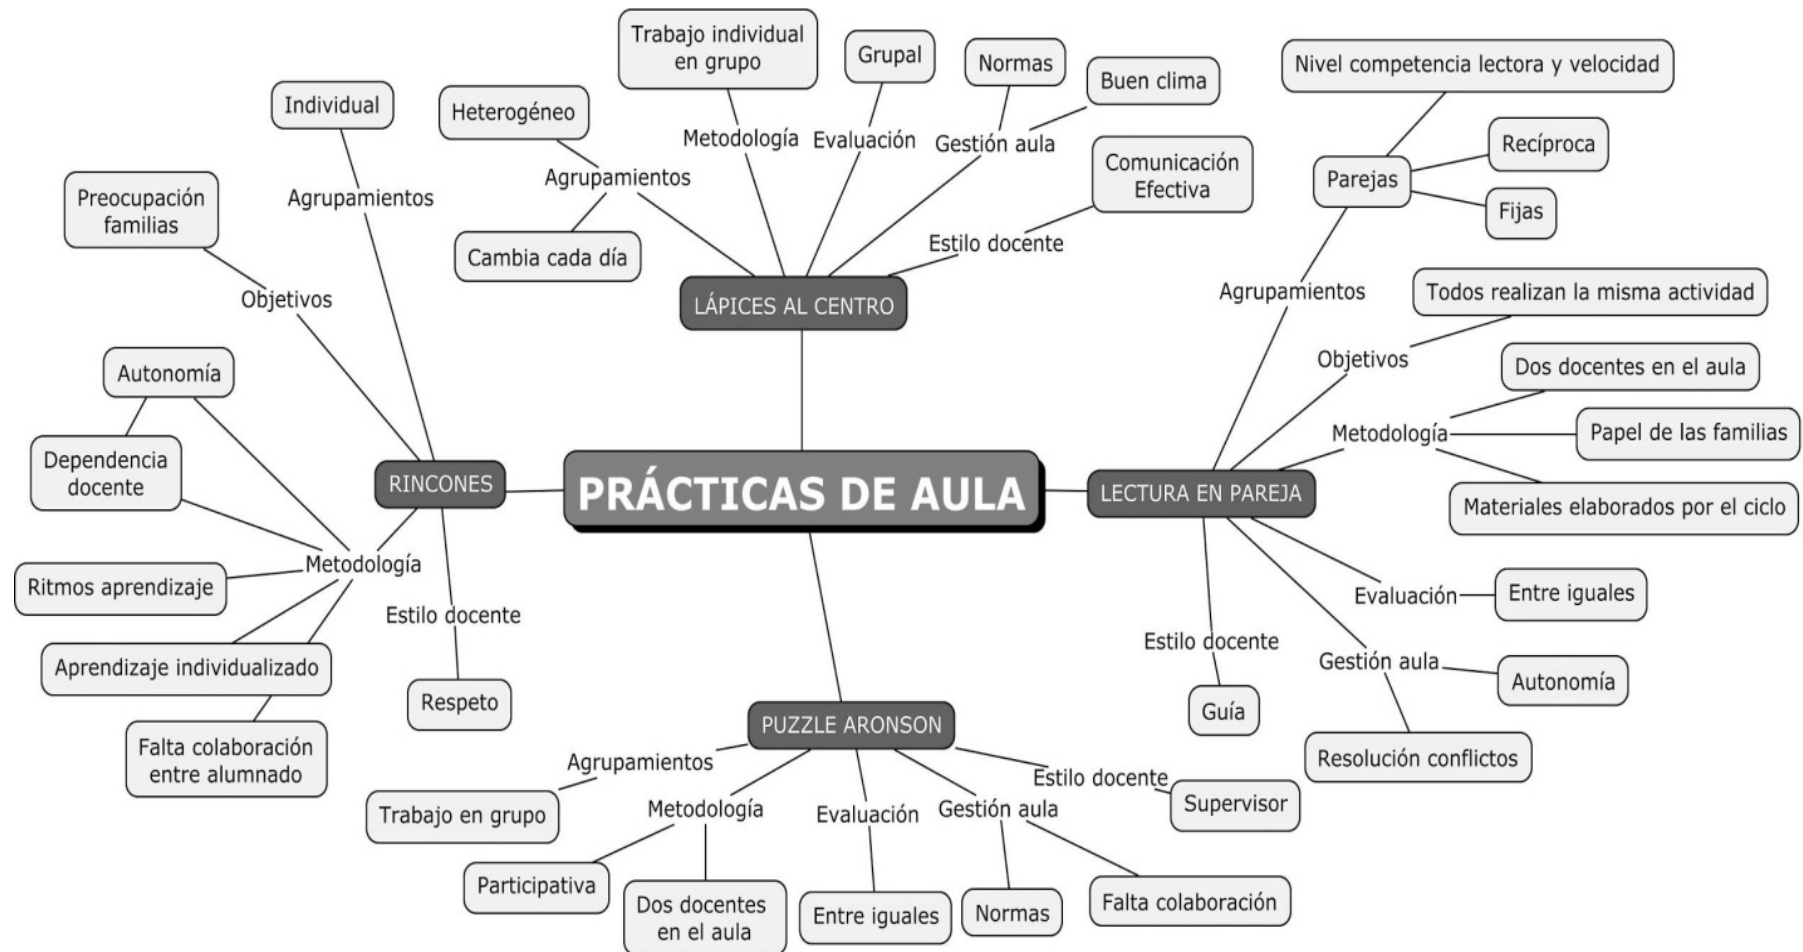 Trabajo individual
en grupo
Grupal
Normas
Buen clima
Nivel competencia lectora y velocidad
Individual
Heterogéneo
Metodología
Evaluación
Gestión aula
Comunicación
Efectiva
Recíproca
Parejas
Fijas
Agrupamientos
Cambia cada día
Estilo docente
Agrupamientos
Preocupación
familias
Objetivos
LÁPICES AL CENTRO
Agrupamientos
Todos realizan la misma actividad
Objetivos
Dos docentes en el aula
Metodología
Papel de las familias
Materiales elaborados por el ciclo
Autonomía
Dependencia
docente
RINCONES
PRÁCTICAS DE AULA
LECTURA EN PAREJA
Metodología
Ritmos aprendizaje
Aprendizaje individualizado
Falta colaboración
entre alumnado
Estilo docente
Respeto
Evaluación
Entre iguales
Estilo docente
Guía
Gestión aula
Autonomía
Resolución conflictos
PUZZLE ARONSON
Agrupamientos
Trabajo en grupo
Metodología
Participativa
Dos docentes
en el aula
Evaluación
Entre iguales
Gestión aula
Normas
Falta colaboración
Estilo docente
Supervisor